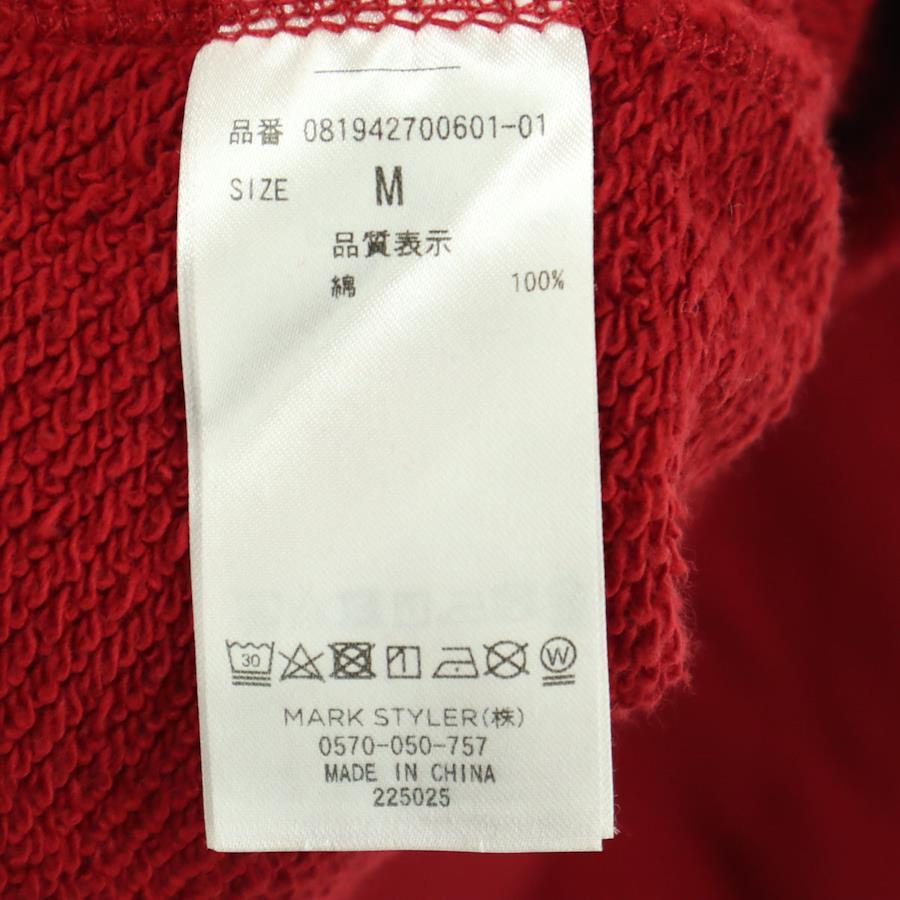 品番 081942700601-01
SIZE M
品質表示
綿 100%
30
W
MARK STYLER(株)
0570-050-757
MADE IN CHINA
225025